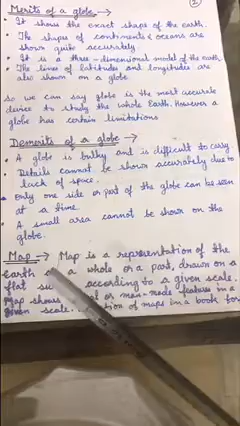 Merits of a globe →
(2)
• It shows the exact shape of the earth.
• The shapes of continents & oceans are
shown quite accurately
• It is a three-dimensional model of the earth.
• The lines of latitudes and longitudes are
also shown on a globe.
So we can say globe is the most accurate
device to study the whole Earth. However a
globe has certain limitations
Demerits of a globe →
• A globe is bulky and is difficult to carry
• Details cannot be shown accurately due to
lack of space.
• Only one side or part of the globe can be seen
at a time.
• A small area cannot be shown on the
globe.
Map → Map is a representation of the
earth a whole or a part, drawn on a
flat according to a given scale.
Map shows or man-made features in a
given scale. of maps in a book form